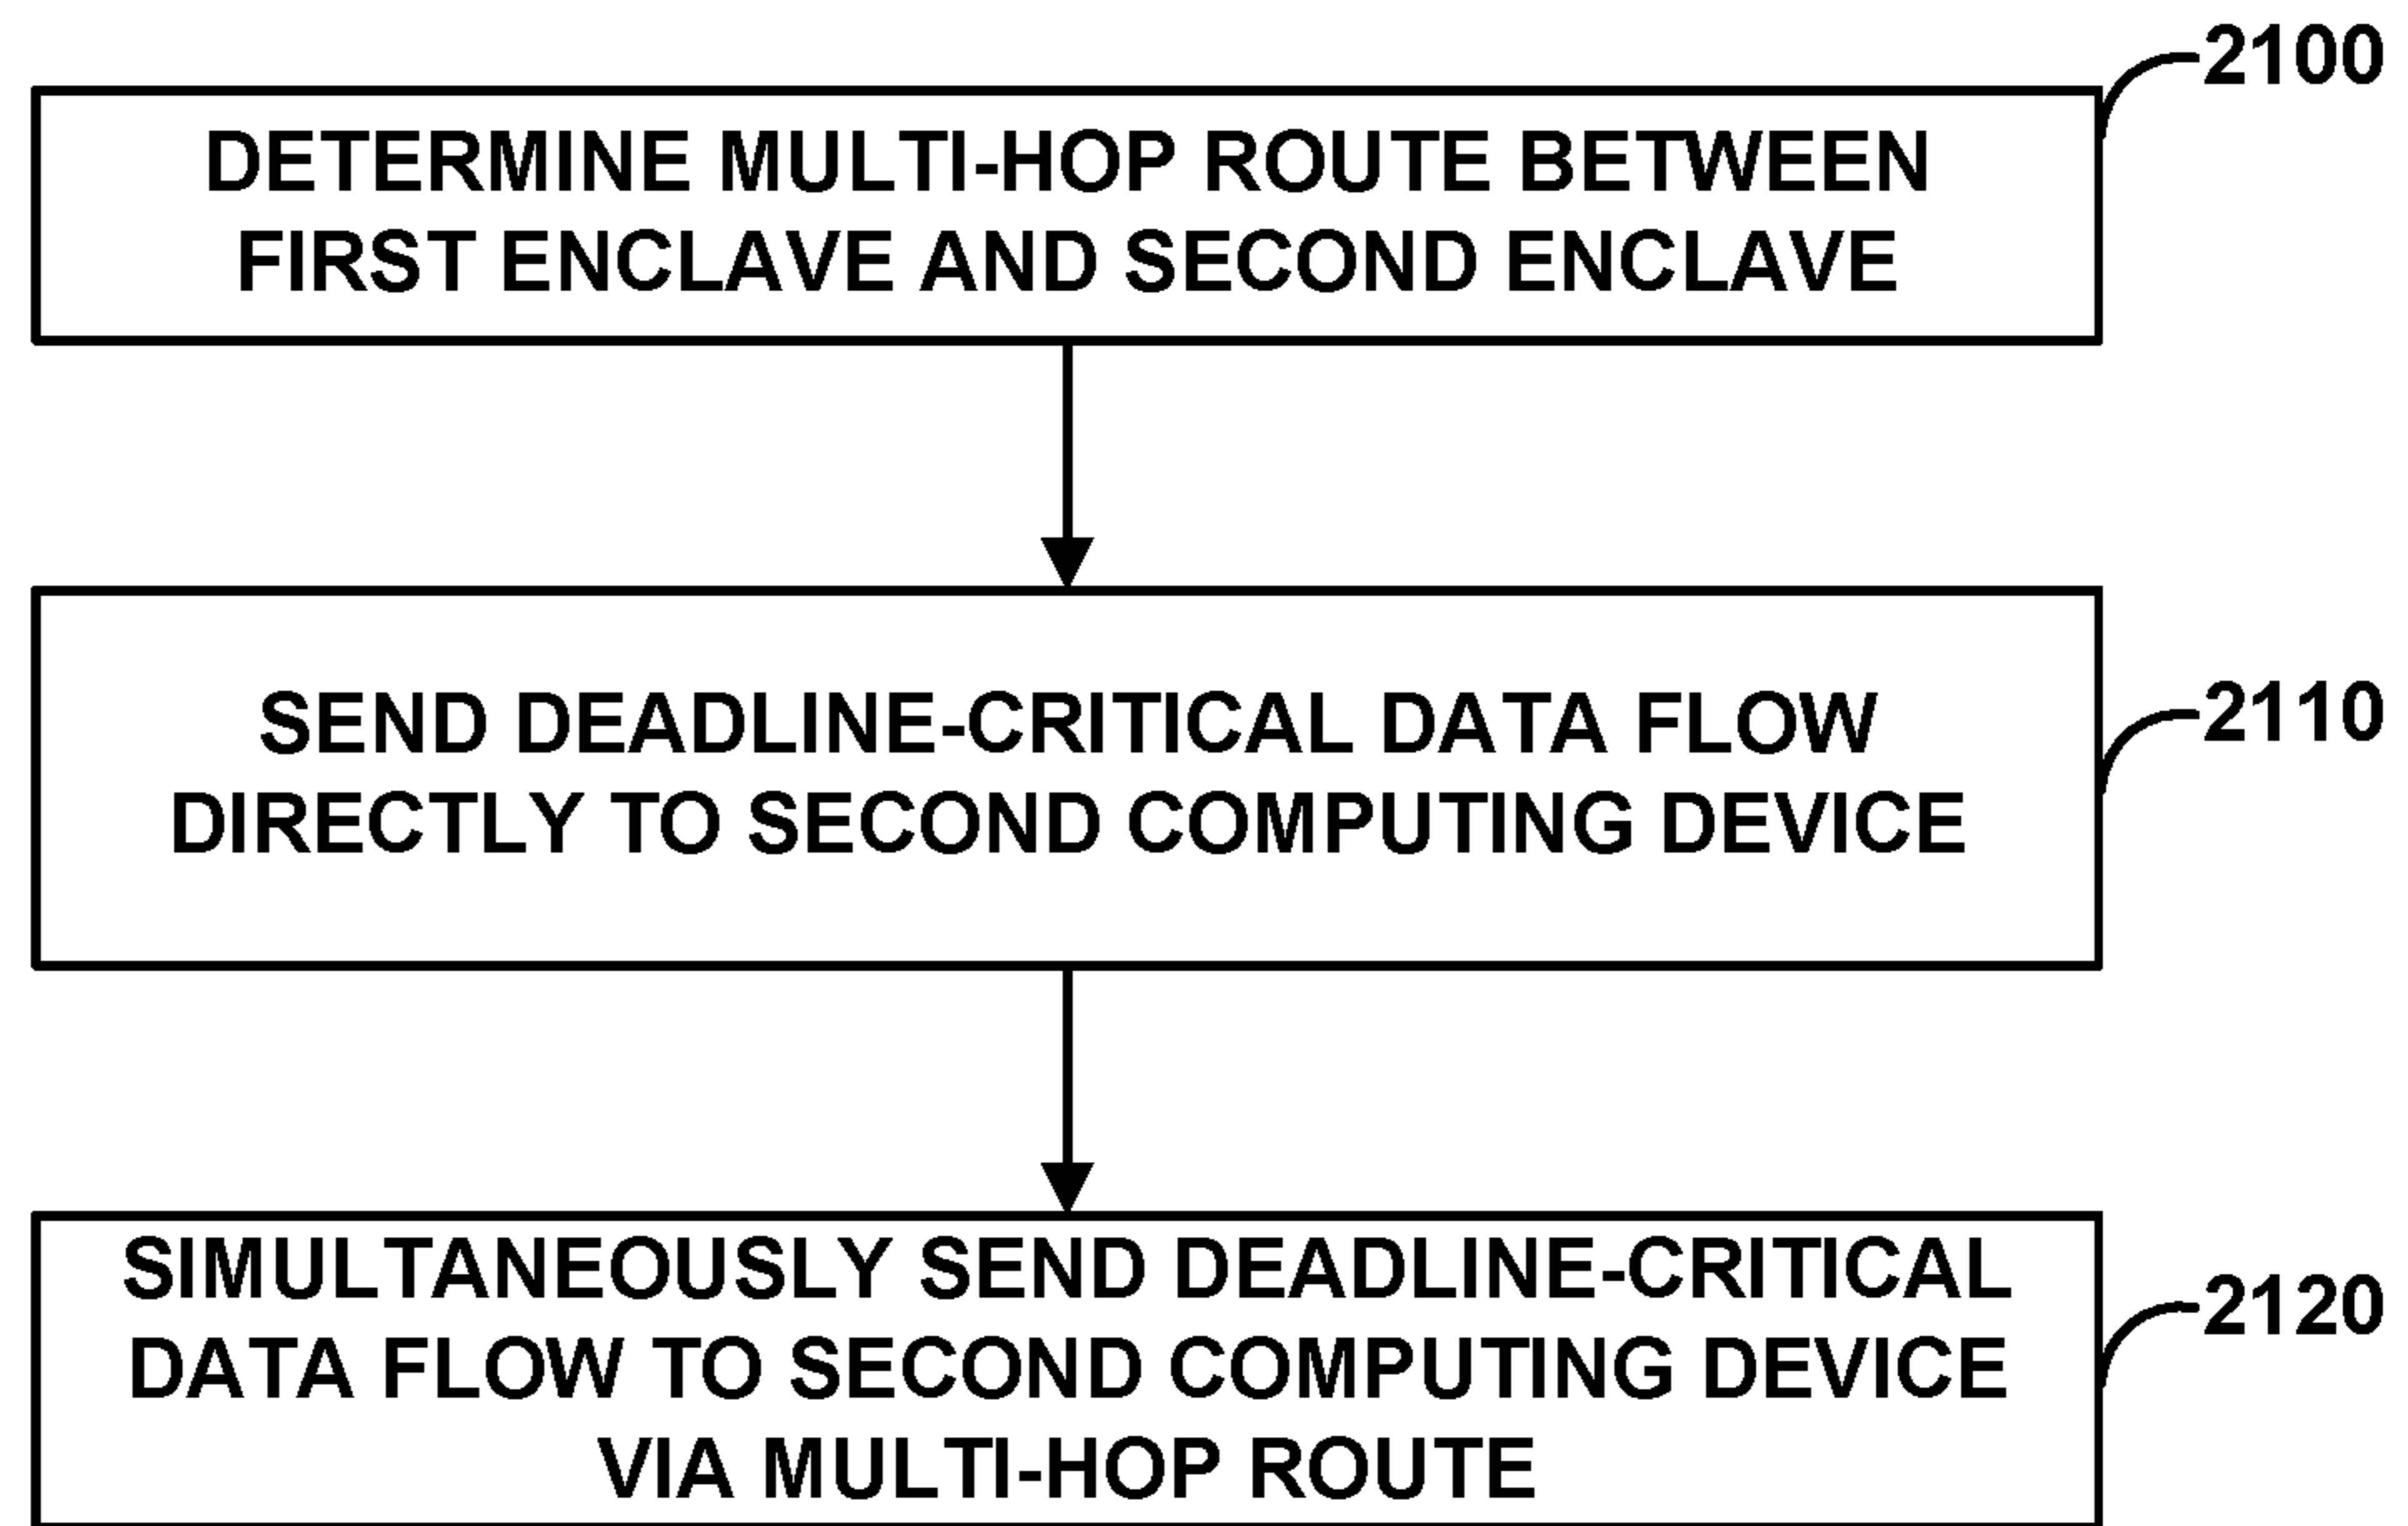 2100
DETERMINE MULTI-HOP ROUTE BETWEEN
FIRST ENCLAVE AND SECOND ENCLAVE
2110
SEND DEADLINE-CRITICAL DATA FLOW
DIRECTLY TO SECOND COMPUTING DEVICE
2120
SIMULTANEOUSLY SEND DEADLINE-CRITICAL
DATA FLOW TO SECOND COMPUTING DEVICE
VIA MULTI-HOP ROUTE